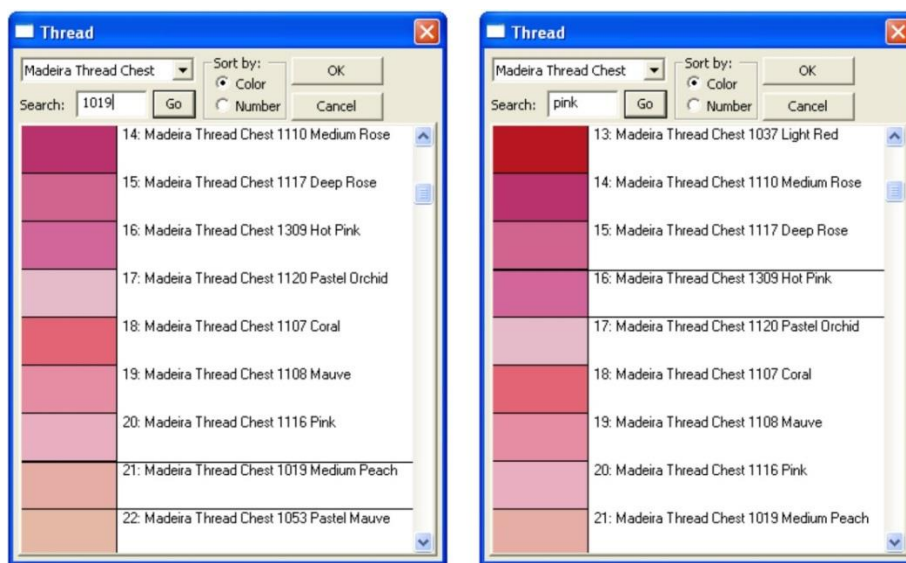 Thread
Madeira Thread Chest
Sort by:
Color
Number
OK
Search: 1019
Go
Cancel
14: Madeira Thread Chest 1110 Medium Rose
15: Madeira Thread Chest 1117 Deep Rose
16: Madeira Thread Chest 1309 Hot Pink
17: Madeira Thread Chest 1120 Pastel Orchid
18: Madeira Thread Chest 1107 Coral
19: Madeira Thread Chest 1108 Mauve
20: Madeira Thread Chest 1116 Pink
21: Madeira Thread Chest 1019 Medium Peach
22: Madeira Thread Chest 1053 Pastel Mauve
Thread
Madeira Thread Chest
Sort by:
Color
Number
OK
Search: pink
Go
Cancel
13: Madeira Thread Chest 1037 Light Red
14: Madeira Thread Chest 1110 Medium Rose
15: Madeira Thread Chest 1117 Deep Rose
16: Madeira Thread Chest 1309 Hot Pink
17: Madeira Thread Chest 1120 Pastel Orchid
18: Madeira Thread Chest 1107 Coral
19: Madeira Thread Chest 1108 Mauve
20: Madeira Thread Chest 1116 Pink
21: Madeira Thread Chest 1019 Medium Peach